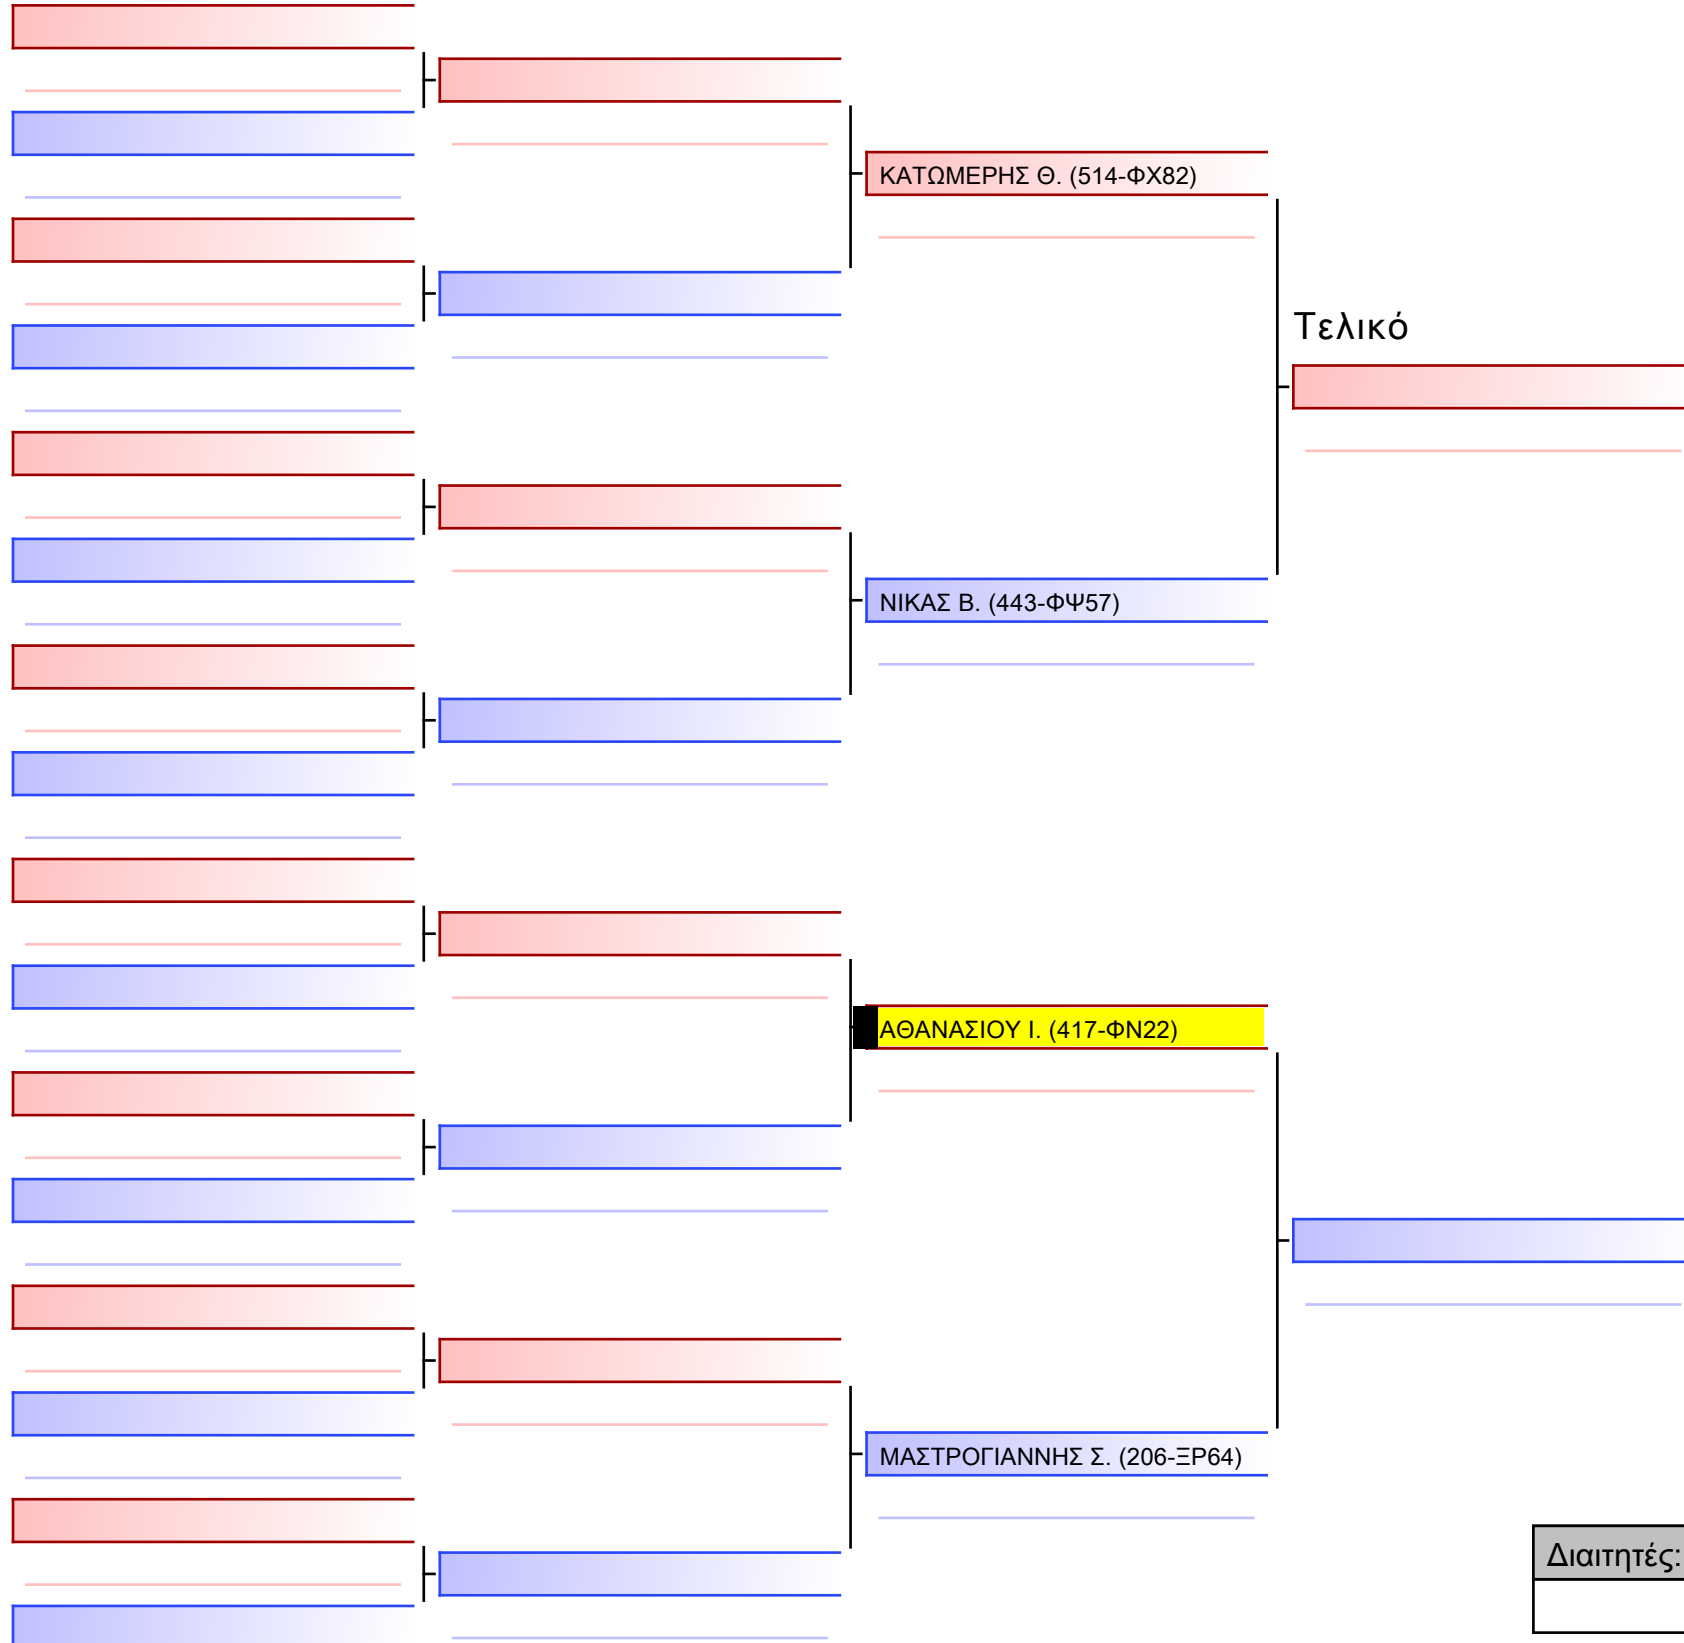 ΚΑΤΩΜΕΡΗΣ Θ. (514-ΦΧ82)
Τελικό
ΝΙΚΑΣ Β. (443-ΦΨ57)
ΑΘΑΝΑΣΙΟΥ Ι. (417-ΦΝ22)
ΜΑΣΤΡΟΓΙΑΝΝΗΣ Σ. (206-ΞΡ64)
Διαιτητές: